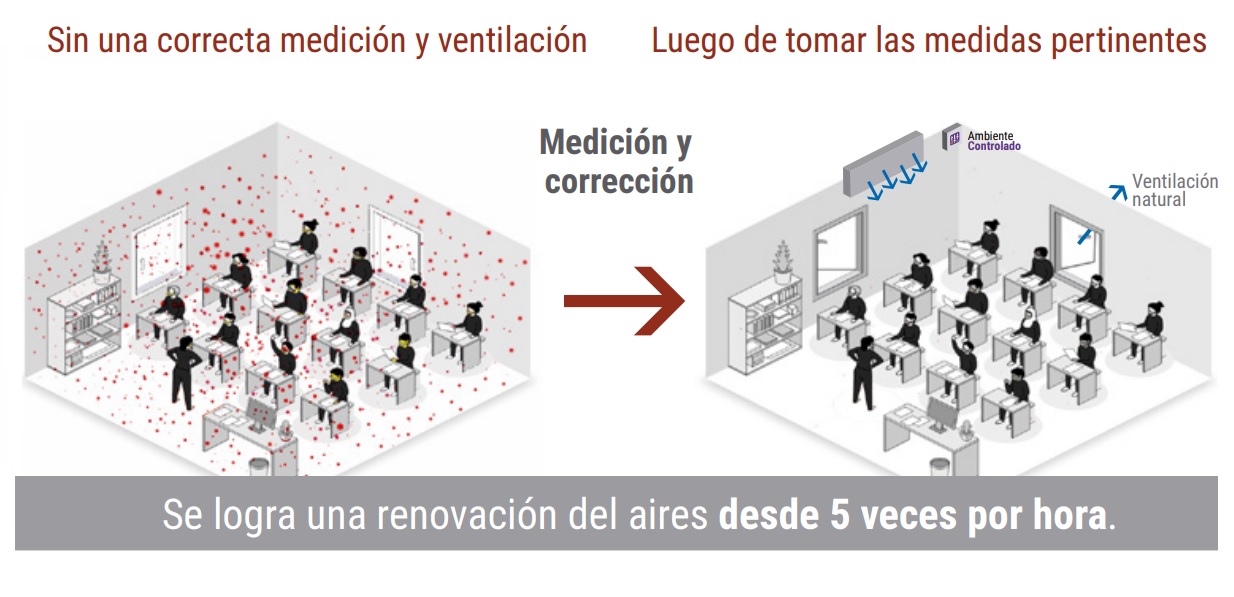 Sin una correcta medición y ventilación
Luego de tomar las medidas pertinentes
Medición y
corrección
Ambiente
Controlado
Ventilación
natural
Se logra una renovación del aires desde 5 veces por hora.